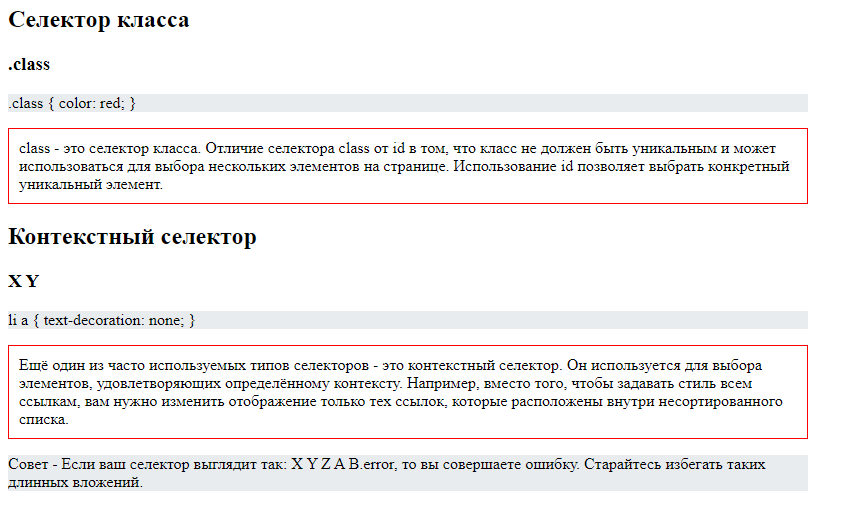 Селектор класса
.class
.class { color: red; }
class - это селектор класса. Отличие селектора class от id в том, что класс не должен быть уникальным и может
использоваться для выбора нескольких элементов на странице. Использование id позволяет выбрать конкретный
уникальный элемент.
Контекстный селектор
X Y
li a { text-decoration: none; }
Ещё один из часто используемых типов селекторов - это контекстный селектор. Он используется для выбора
элементов, удовлетворяющих определённому контексту. Например, вместо того, чтобы задавать стиль всем
ссылкам, вам нужно изменить отображение только тех ссылок, которые расположены внутри несортированного
списка.
Совет - Если ваш селектор выглядит так: X Y Z A B.error, то вы совершаете ошибку. Старайтесь избегать таких
длинных вложений.